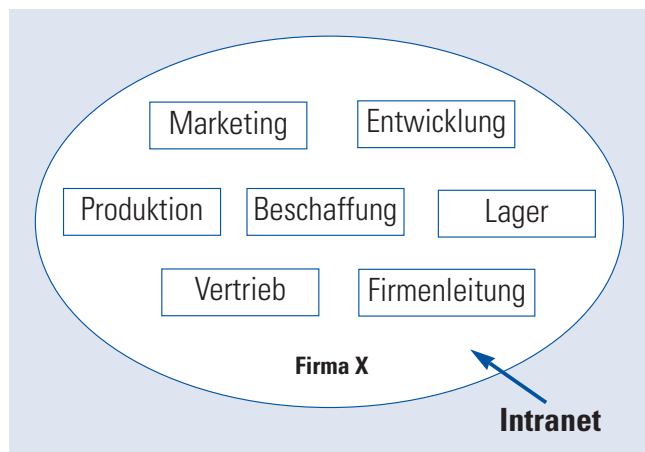 Marketing
Entwicklung
Produktion
Beschaffung
Lager
Vertrieb
Firmenleitung
Firma X
Intranet